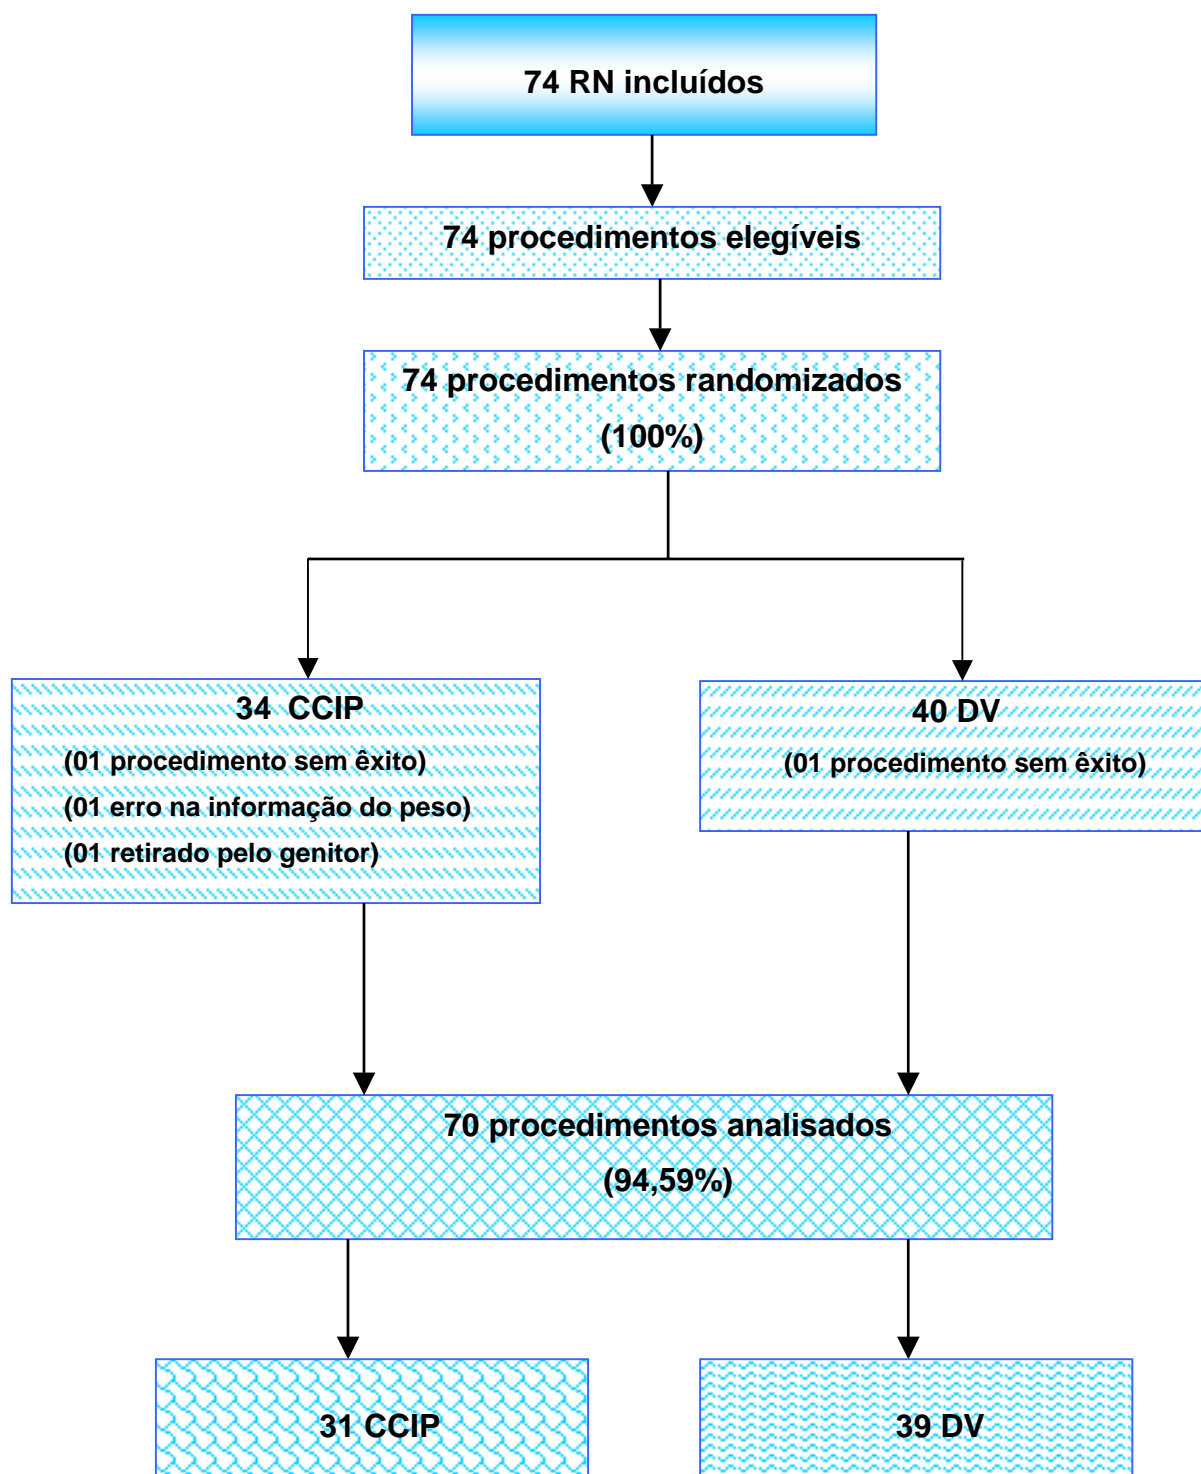 74 RN incluídos
74 procedimentos elegíveis
74 procedimentos randomizados
(100%)
34 CCIP
(01 procedimento sem êxito)
(01 erro na informação do peso)
(01 retirado pelo genitor)
40 DV
(01 procedimento sem êxito)
70 procedimentos analisados
(94,59%)
31 CCIP
39 DV